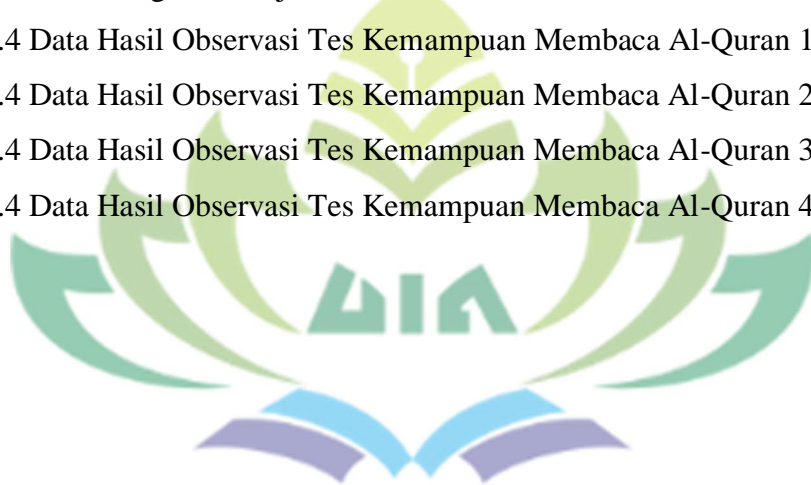 .4 Data Hasil Observasi Tes Kemampuan Membaca Al-Quran 1
.4 Data Hasil Observasi Tes Kemampuan Membaca Al-Quran 2
.4 Data Hasil Observasi Tes Kemampuan Membaca Al-Quran 3
.4 Data Hasil Observasi Tes Kemampuan Membaca Al-Quran 4